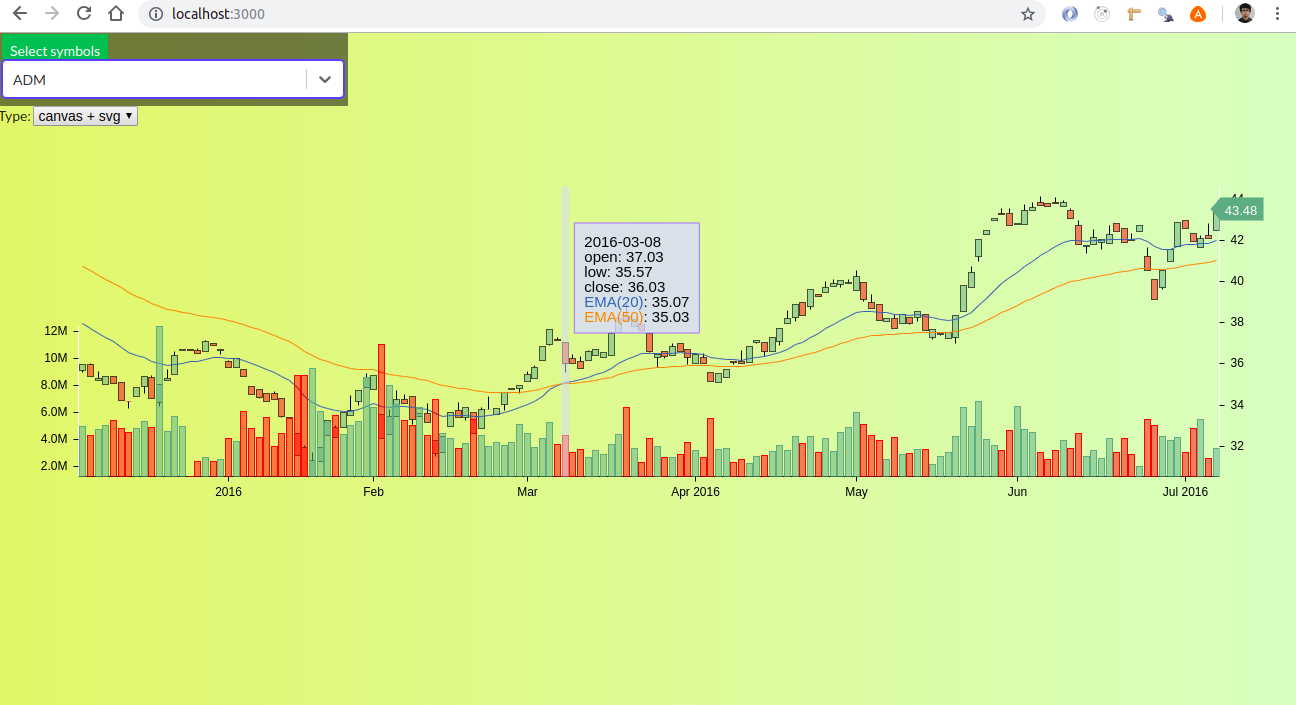 localhost:3000
Select symbols
ADM
Type: canvas + svg
44
43.48
42
40
38
36
34
32
2016-03-08
open: 37.03
low: 35.57
close: 36.03
EMA(20): 35.07
EMA(50): 35.03
12M
10M
8.0M
6.0M
4.0M
2.0M
2016 Feb Mar Apr 2016 May Jun Jul 2016